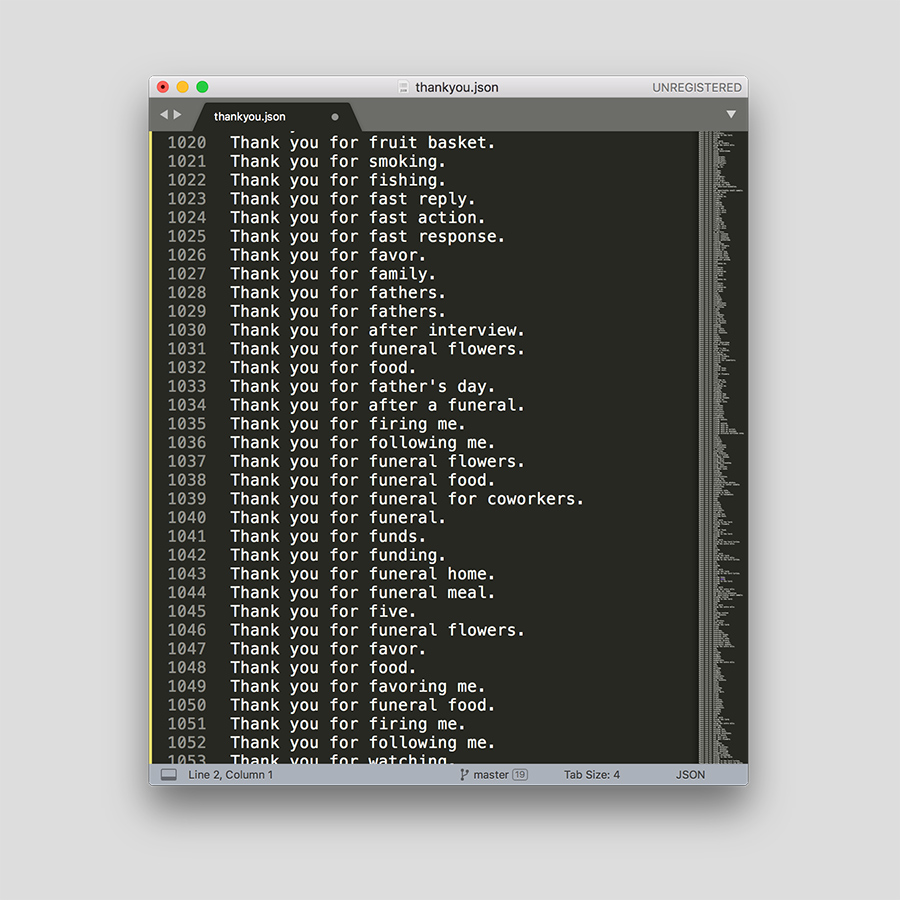 thankyou.json
UNREGISTERED
thankyou.json
1020 Thank you for fruit basket.
1021 Thank you for smoking.
1022 Thank you for fishing.
1023 Thank you for fast reply.
1024 Thank you for fast action.
1025 Thank you for fast response.
1026 Thank you for favor.
1027 Thank you for family.
1028 Thank you for fathers.
1029 Thank you for fathers.
1030 Thank you for after interview.
1031 Thank you for funeral flowers.
1032 Thank you for food.
1033 Thank you for father's day.
1034 Thank you for after a funeral.
1035 Thank you for firing me.
1036 Thank you for following me.
1037 Thank you for funeral flowers.
1038 Thank you for funeral food.
1039 Thank you for funeral for coworkers.
1040 Thank you for funeral.
1041 Thank you for funds.
1042 Thank you for funding.
1043 Thank you for funeral home.
1044 Thank you for funeral meal.
1045 Thank you for five.
1046 Thank you for funeral flowers.
1047 Thank you for favor.
1048 Thank you for food.
1049 Thank you for favoring me.
1050 Thank you for funeral food.
1051 Thank you for firing me.
1052 Thank you for following me.
1053 Thank you for watching.
Line 2, Column 1 master 19 Tab Size: 4 JSON